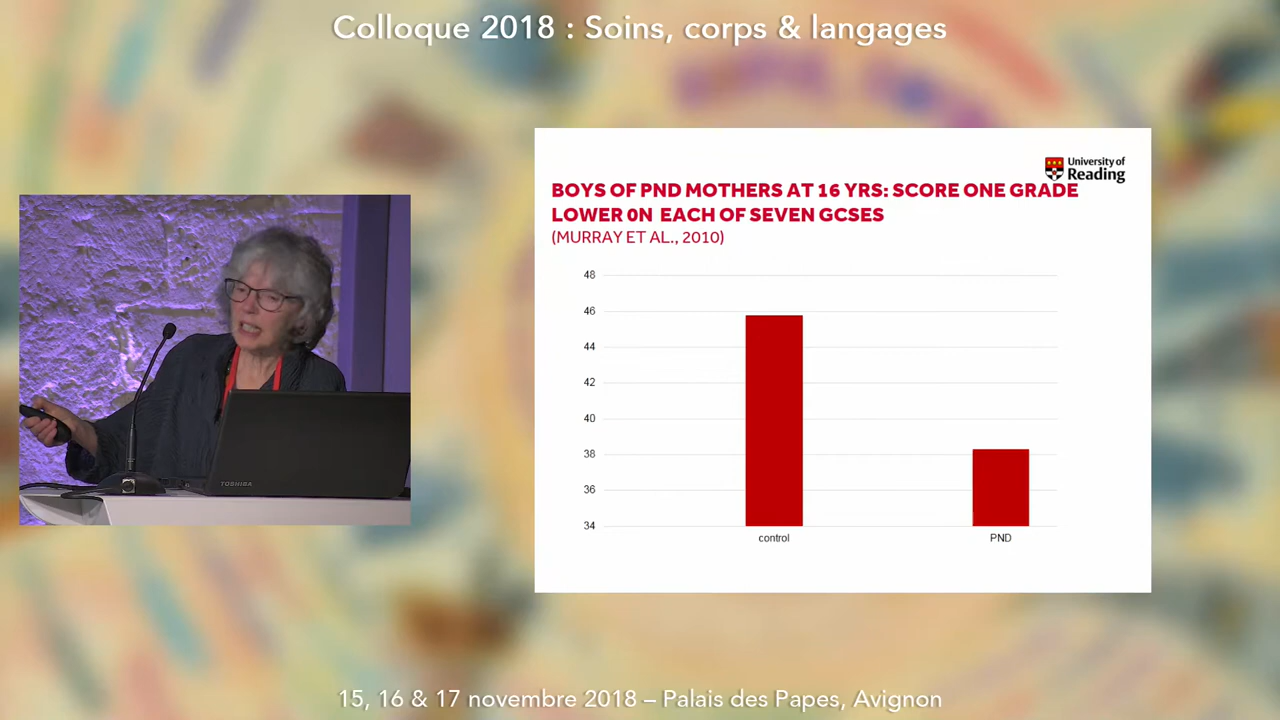 Colloque 2018 : Soins, corps & langages
University of
Reading
BOYS OF PND MOTHERS AT 16 YRS: SCORE ONE GRADE
LOWER 0N EACH OF SEVEN GCSES
(MURRAY ET AL., 2010)
48
46
44
42
40
38
36
34
control
PND
TOSHIBA
15, 16 & 17 novembre 2018 – Palais des Papes, Avignon